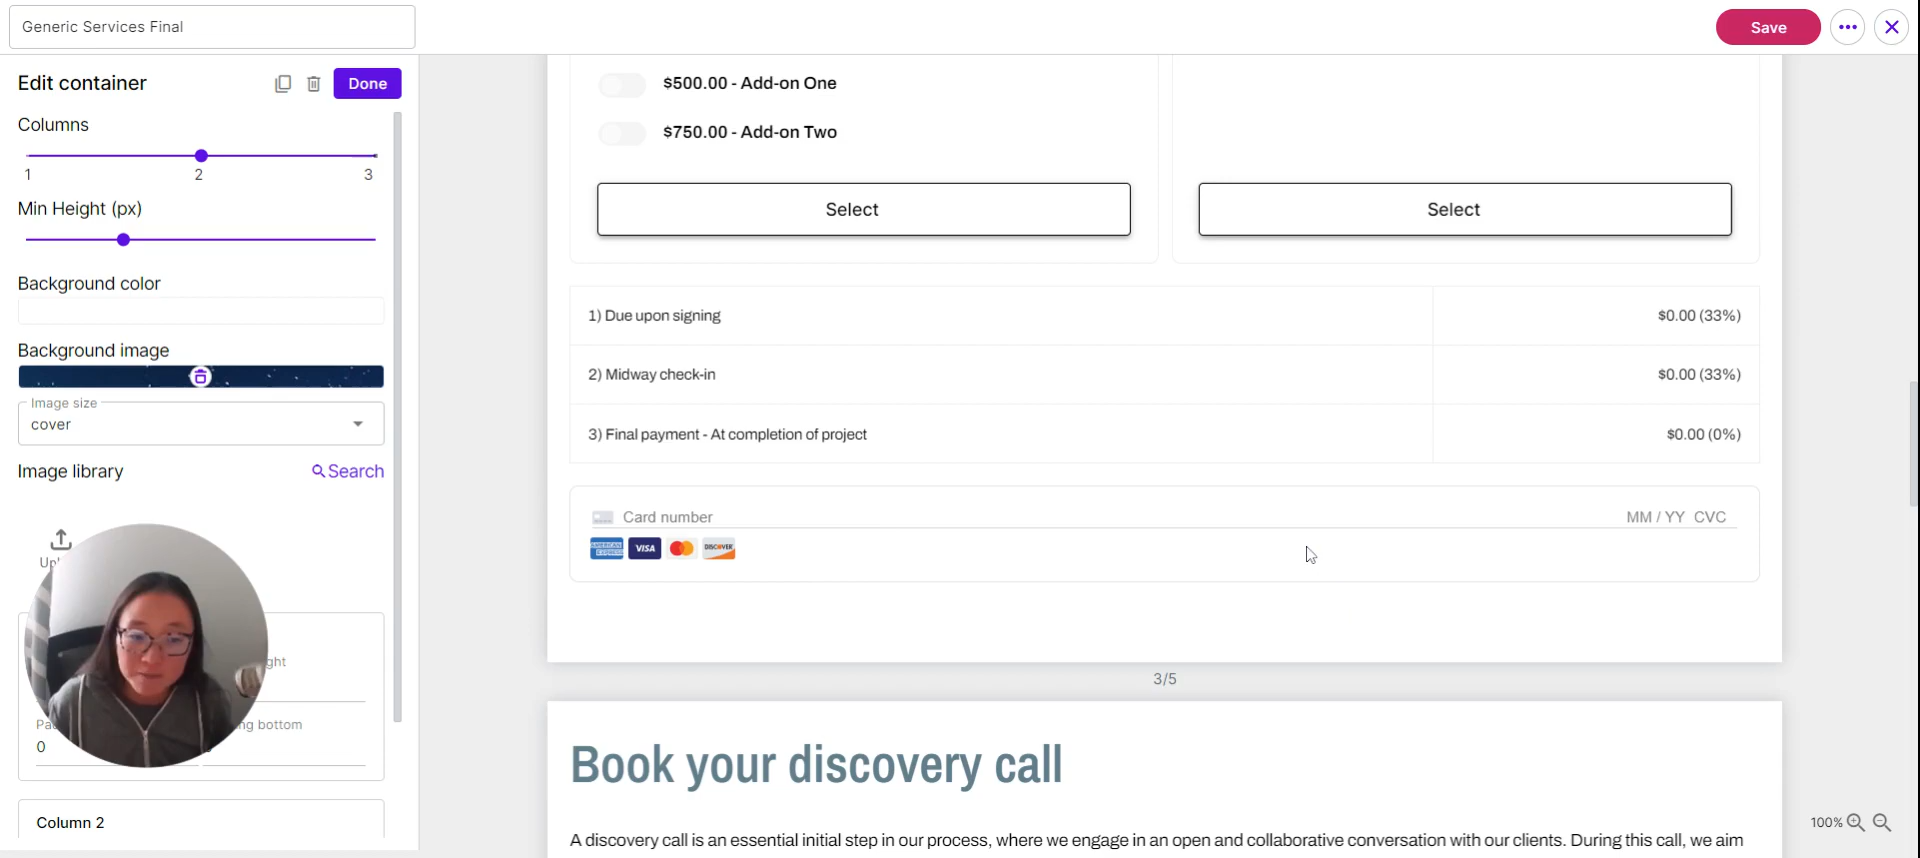 Generic Services Final
Save
Edit container
Done
Columns
1
2
3
Min Height (px)
Background color
Background image
Image size
cover
Image library
Search
0
Column 2
$500.00 - Add-on One
$750.00 - Add-on Two
Select
Select
1) Due upon signing
$0.00 (33%)
2) Midway check-in
$0.00 (33%)
3) Final payment - At completion of project
$0.00 (0%)
Card number
MM / YY CVC
AMERICAN EXPRESS
VISA
DISCOVER
3/5
Book your discovery call
A discovery call is an essential initial step in our process, where we engage in an open and collaborative conversation with our clients. During this call, we aim
100%